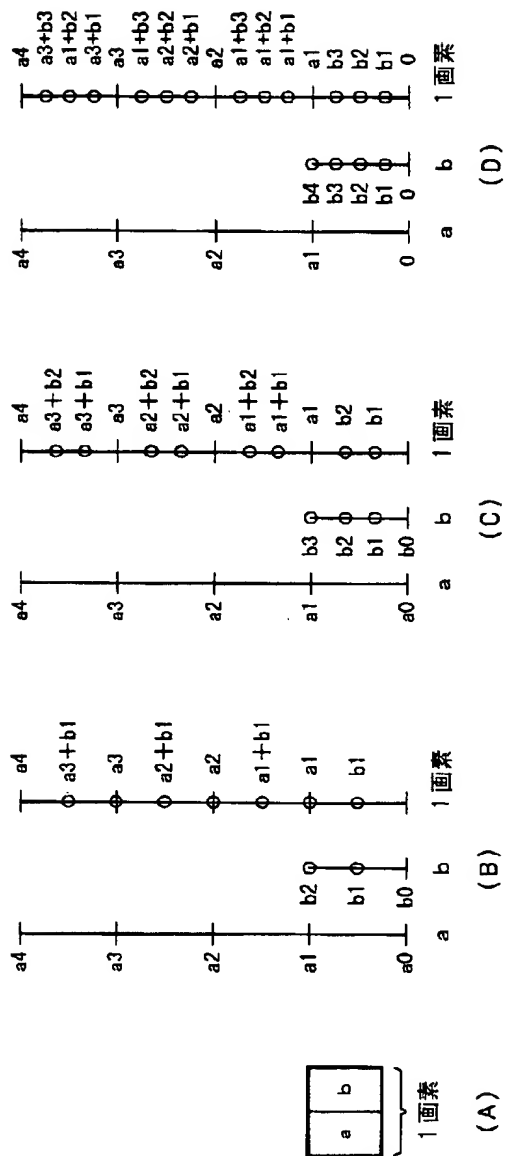 a b
1画素
(A)
a4
a3
a2
a1
a0
a
b2
b1
b0
b
a4
a3+b1
a3
a2+b1
a2
a1+b1
a1
b1
1画素
(B)
a4
a3
a2
a1
a0
a
b3
b2
b1
b0
b
a4
a3+b2
a3+b1
a3
a2+b2
a2+b1
a2
a1+b2
a1+b1
a1
b2
b1
1画素
(C)
a4
a3
a2
a1
0
a
b4
b3
b2
b1
0
b
a4
a3+b3
a1+b2
a3+b1
a3
a1+b3
a2+b2
a2+b1
a2
a1+b3
a1+b2
a1+b1
a1
b3
b2
b1
0
1画素
(D)